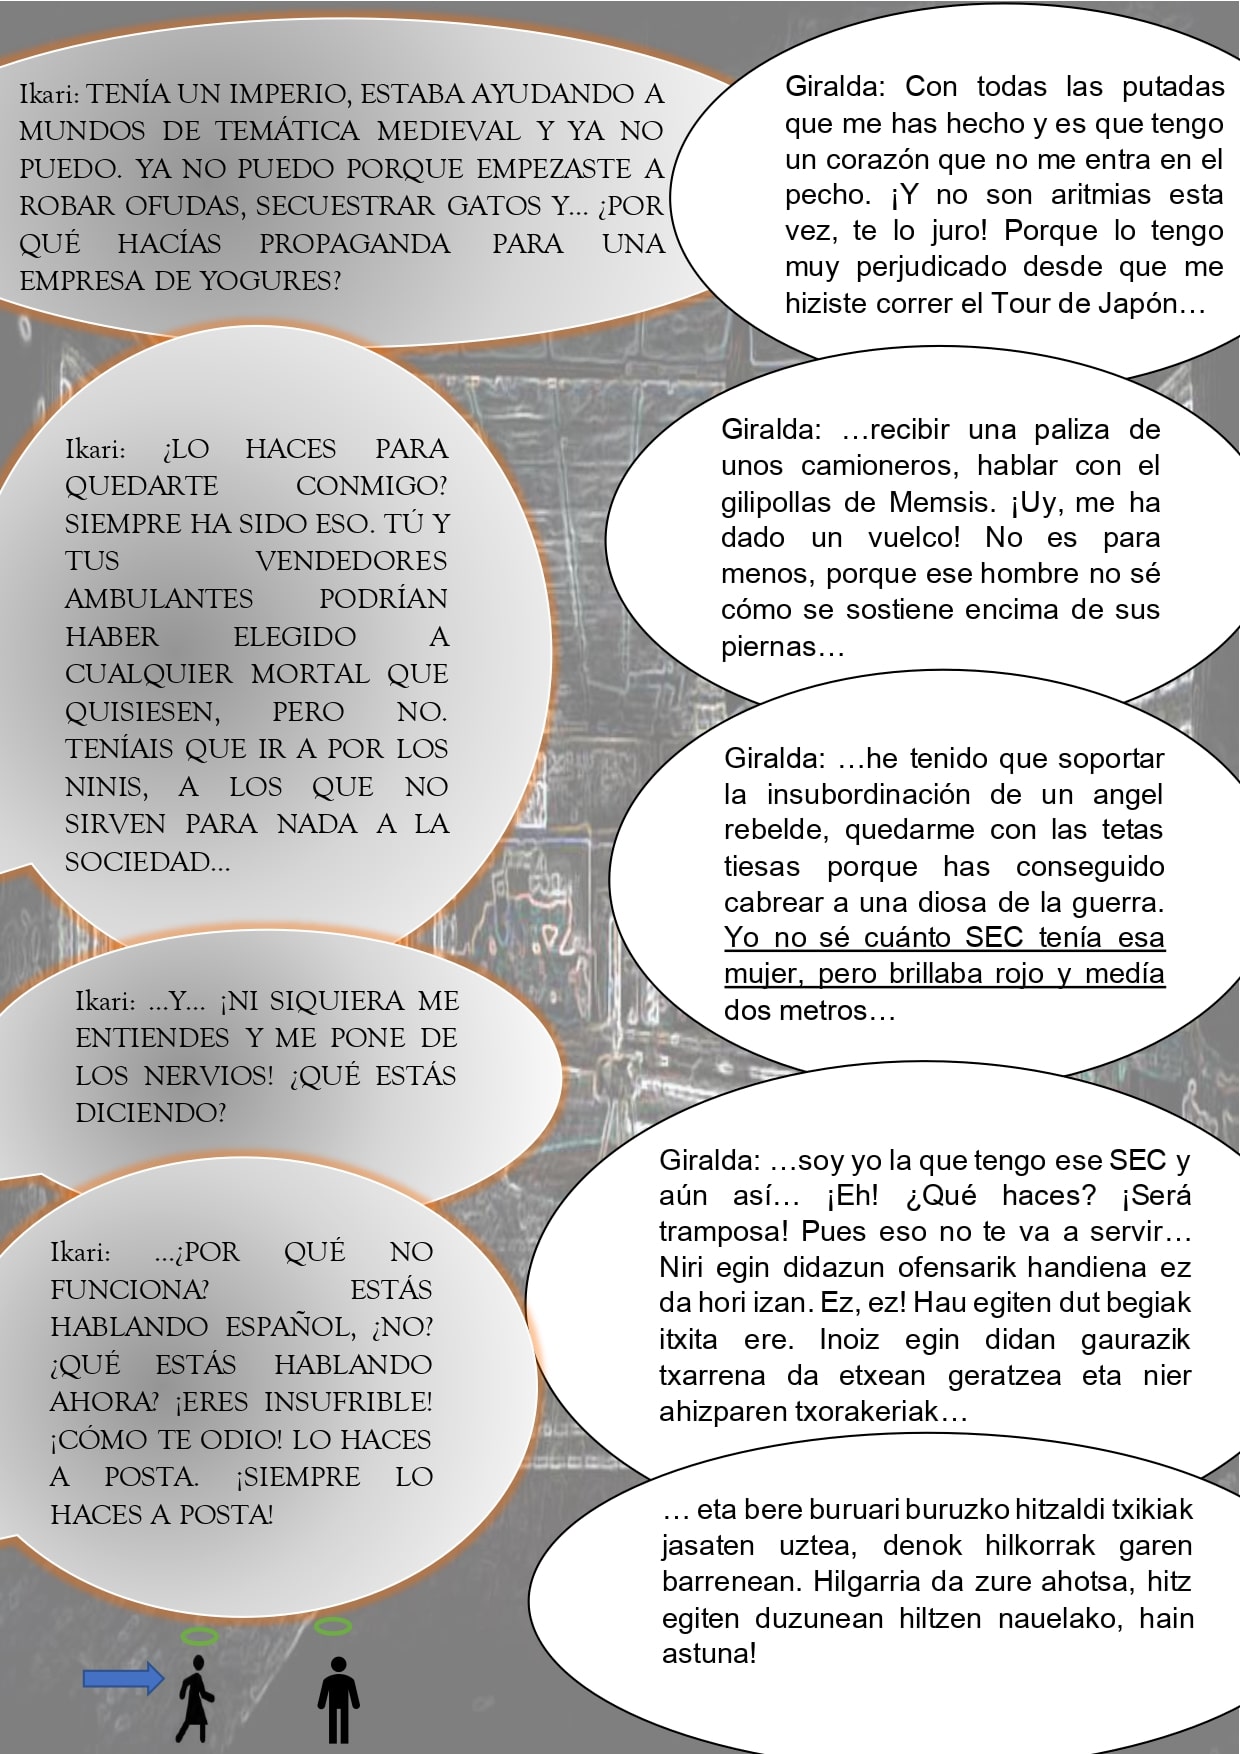 Ikari: TENÍA UN IMPERIO, ESTABA AYUDANDO A
MUNDOS DE TEMÁTICA MEDIEVAL Y YA NO
PUEDO. YA NO PUEDO PORQUE EMPEZASTE A
ROBAR OFUDAS, SECUESTRAR GATOS Y... ¿POR
QUÉ HACÍAS PROPAGANDA PARA UNA
EMPRESA DE YOGURES?
Giralda: Con todas las putadas
que me has hecho y es que tengo
un corazón que no me entra en el
pecho. ¡Y no son aritmias esta
vez, te lo juro! Porque lo tengo
muy perjudicado desde que me
hiziste correr el Tour de Japón…
Ikari: ¿LO HACES PARA
QUEDARTE CONMIGO?
SIEMPRE HA SIDO ESO. TÚ Y
TUS VENDEDORES
AMBULANTES PODRÍAN
HABER ELEGIDO A
CUALQUIER MORTAL QUE
QUISIESEN, PERO NO.
TENÍAIS QUE IR A POR LOS
NINIS, A LOS QUE NO
SIRVEN PARA NADA A LA
SOCIEDAD...
Giralda: …recibir una paliza de
unos camioneros, hablar con el
gilipollas de Memsis. ¡Uy, me ha
dado un vuelco! No es para
menos, porque ese hombre no sé
cómo se sostiene encima de sus
piernas…
Giralda: …he tenido que soportar
la insubordinación de un angel
rebelde, quedarme con las tetas
tiesas porque has conseguido
cabrear a una diosa de la guerra.
Yo no sé cuánto SEC tenía esa
mujer, pero brillaba rojo y medía
dos metros…
Ikari: ...Y... ¡NI SIQUIERA ME
ENTIENDES Y ME PONE DE
LOS NERVIOS! ¿QUÉ ESTÁS
DICIENDO?
Giralda: …soy yo la que tengo ese SEC y
aún así… ¡Eh! ¿Qué haces? ¡Será
tramposa! Pues eso no te va a servir…
Niri egin didazun ofensarik handiena ez
da hori izan. Ez, ez! Hau egiten dut begiak
itxita ere. Inoiz egin didan gaurazik
txarrena da etxean geratzea eta nier
ahizparen txorakeriak…
Ikari: ...¿POR QUÉ NO
FUNCIONA? ESTÁS
HABLANDO ESPAÑOL, ¿NO?
¿QUÉ ESTÁS HABLANDO
AHORA? ¡ERES INSUFRIBLE!
¡CÓMO TE ODIO! LO HACES
A POSTA. ¡SIEMPRE LO
HACES A POSTA!
… eta bere buruari buruzko hitzaldi txikiak
jasaten uztea, denok hilkorrak garen
barrenean. Hilgarria da zure ahotsa, hitz
egiten duzunean hiltzen nauelako, hain
astuna!